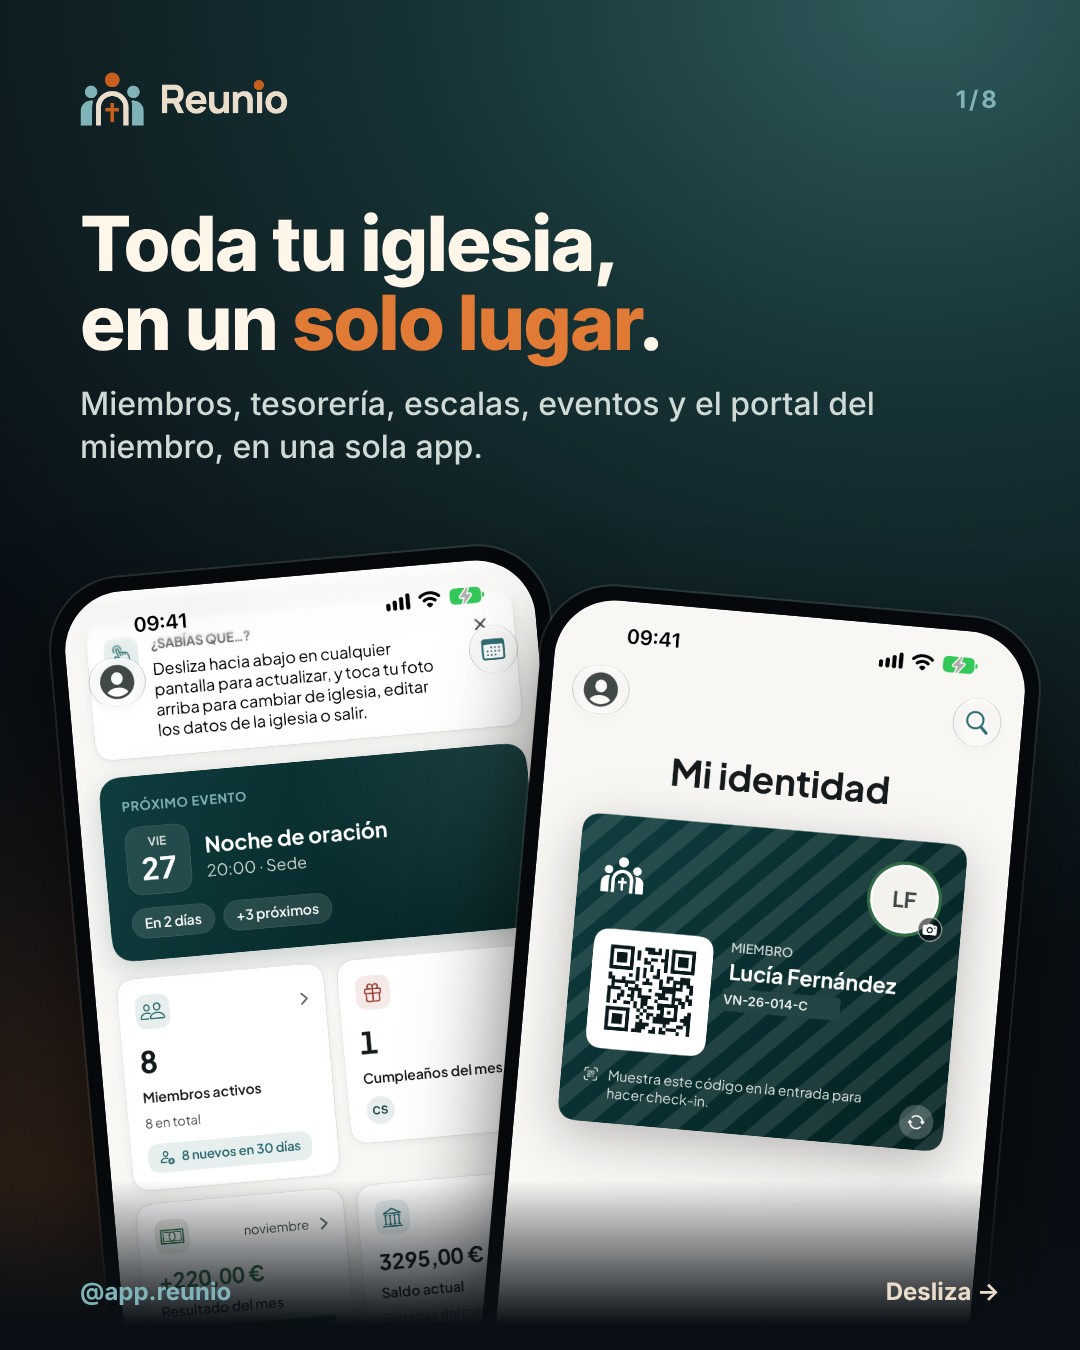 Reunio
1/8
Toda tu iglesia,
en un solo lugar.
Miembros, tesorería, escalas, eventos y el portal del
miembro, en una sola app.
09:41
¿SABÍAS QUE...?
Desliza hacia abajo en cualquier
pantalla para actualizar, y toca tu foto
arriba para cambiar de iglesia, editar
los datos de la iglesia o salir.
PRÓXIMO EVENTO
VIE
27
Noche de oración
20:00 · Sede
En 2 días
+3 próximos
8
Miembros activos
8 en total
8 nuevos en 30 días
1
Cumpleaños del mes
CS
noviembre
+220,00 €
Resultado del mes
3295,00 €
Saldo actual
Entradas del mes
09:41
Mi identidad
LF
MIEMBRO
Lucía Fernández
VN-26-014-C
Muestra este código en la entrada para
hacer check-in.
@app.reunio
Desliza →